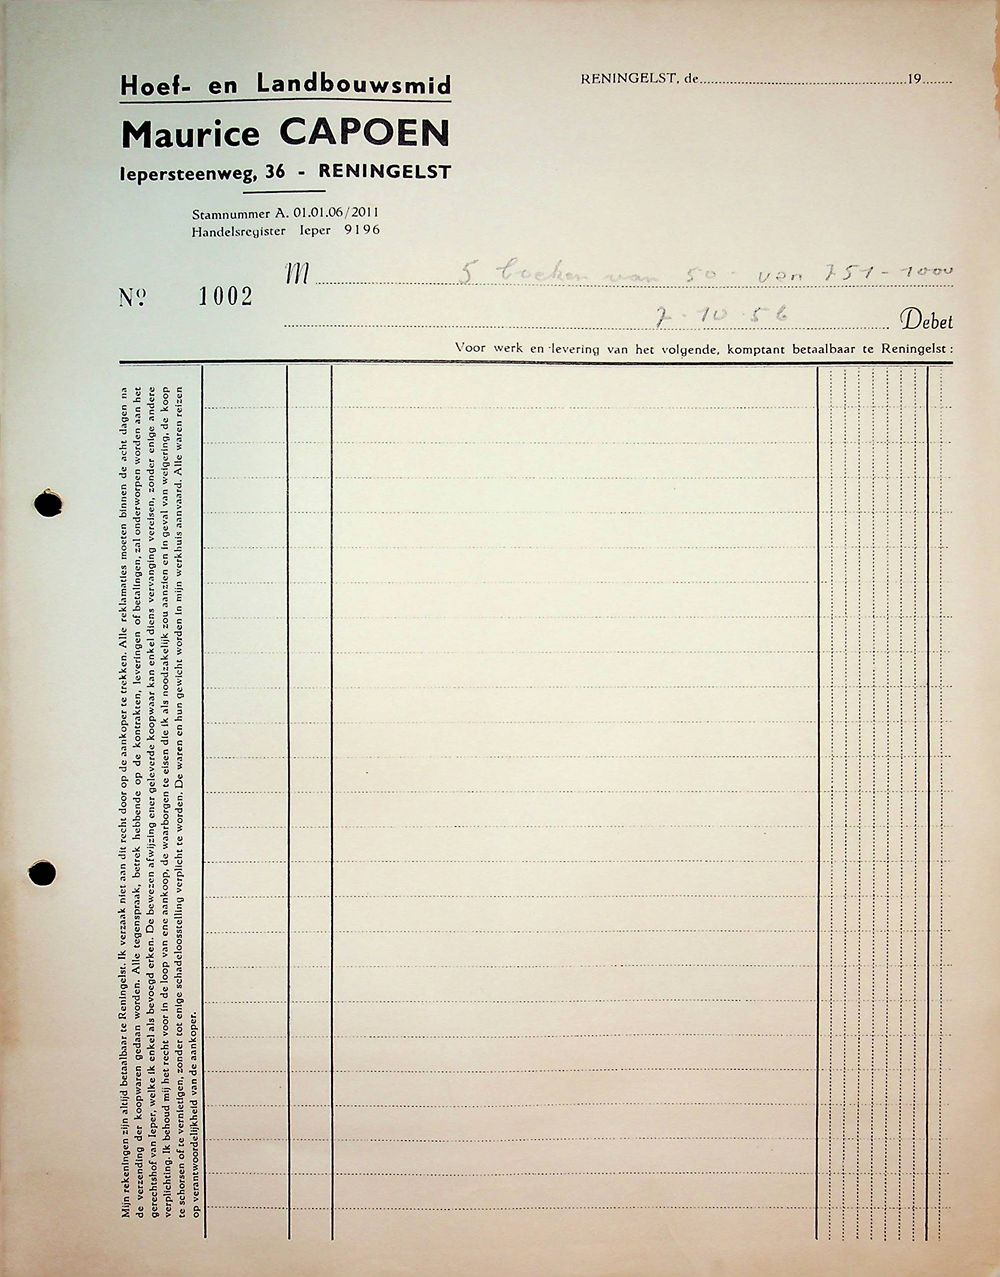 Hoef- en Landbouwsmid
Maurice CAPOEN
Iepersteenweg, 36 - RENINGELST
Stamnummer A. 01.01.06/2011
Handelsregister Ieper 9196
RENINGELST, de 19
M 5 boeken van 50 - van 751-1000
Nº 1002
7-10-56 Debet
Voor werk en levering van het volgende, komptant betaalbaar te Reningelst :
Mijn rekeningen zijn altijd betaalbaar te Reningelst. Ik verzaak niet aan dit recht door op de aankoper te trekken. Alle reklamaties moeten binnen de acht dagen na
de verzending der koopwaren gedaan worden. Alle tegenspraak, betrek hebbende op de kontrakten, leveringen of betalingen, zal onderworpen worden aan het
gerechtshof van Ieper, welke ik enkel als bevoegd erken. De bewezen afwijzing ener geleverde koopwaar kan enkel diens vervanging vereisen, zonder enige andere
verplichting. Ik behoud mij het recht voor in de loop van ene aankoop, de waarborgen te eisen die ik als noodzakelijk zou aanzien en in geval van weigering, de koop
te schorsen of te vernietigen, zonder tot enige schadeloosstelling verplicht te worden. De waren en hun gewicht worden in mijn werkhuis aanvaard. Alle waren reizen
op verantwoordelijkheid van de aankoper.